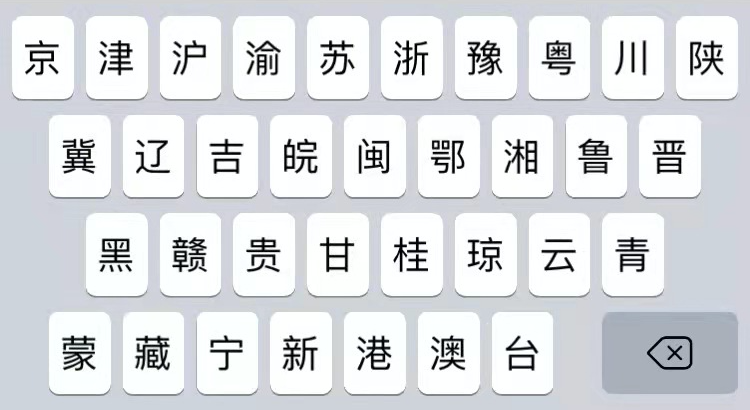 京 津 沪 渝 苏 浙 豫 粤 川 陕
冀 辽 吉 皖 闽 鄂 湘 鲁 晋
黑 赣 贵 甘 桂 琼 云 青
蒙 藏 宁 新 港 澳 台